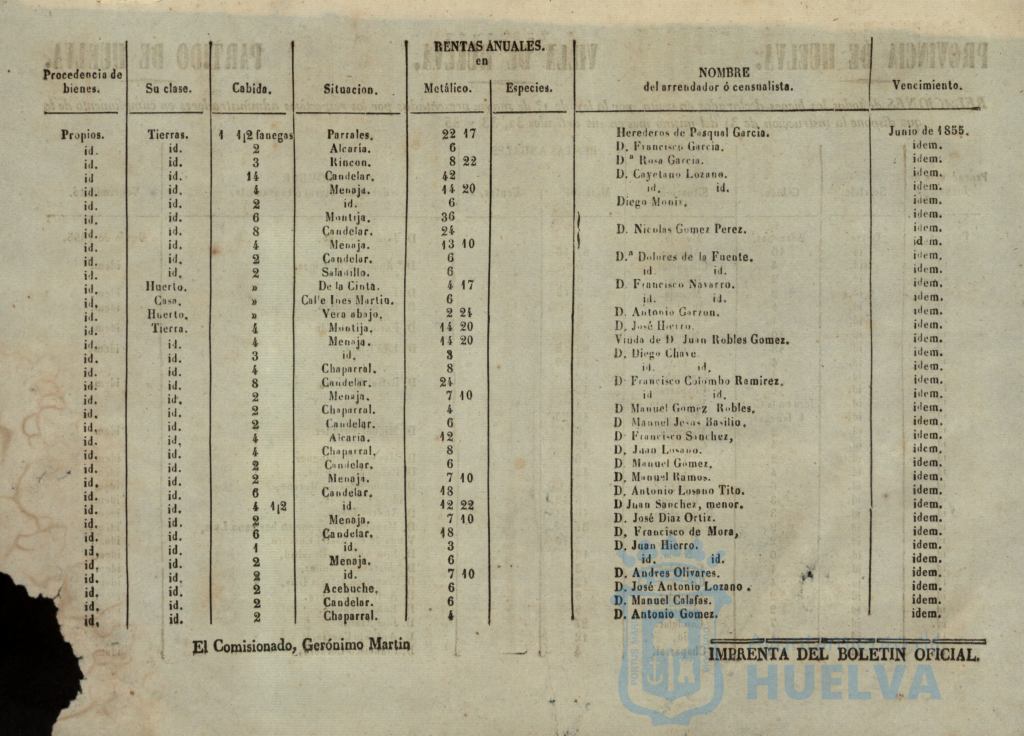 RENTAS ANUALES.
en
Procedencia de bienes. Su clase. Cabida. Situacion. Metálico. Especies. NOMBRE del arrendador ó censualista. Vencimiento.
Propios. Tierras. 1 1|2 fanegas Parrales. 22 17 Herederos de Pasqual Garcia. Junio de 1855.
id. id. 2 Alcaria. 6 D. Francisco Garcia. idem.
id. id. 3 Rincon. 8 22 D.ª Rosa Garcia. idem.
id id. 14 Candelar. 42 D. Cayetano Lozano. idem.
id. id. 4 Menaja. 14 20 id. id. idem.
id. id. 2 id. 6 Diego Monis. idem.
id. id. 6 Montija. 36 idem.
id. id. 8 Candelar. 24 D. Nicolas Gomez Perez. idem.
id. id. 4 Menaja. 13 10 id m.
id. id. 2 Candelar. 6 D.ª Dolores de la Fuente. idem.
id. id. 2 Saladillo. 6 id. id. idem.
id. Huerto. » De la Cinta. 4 17 D. Francisco Navarro. idem.
id. Casa. » Calle Ines Martin. 6 id. id. idem.
id. Huerto. » Vera abajo. 2 24 D. Antonio Garzon. idem.
id. Tierra. 4 Montija. 14 20 D. José Hierro. idem.
id. id. 4 Menaja. 14 20 Viuda de D Juan Robles Gomez. idem.
id. id. 3 id. 8 D. Diego Chave. idem.
id. id. 4 Chaparral. 8 id. id. idem.
id. id. 8 Candelar. 24 D Francisco Colombo Ramirez. idem.
id. id. 2 Menaja. 7 10 id id. idem.
id. id. 2 Chaparral. 4 D Manuel Gomez Robles. idem.
id. id. 2 Candelar. 6 D Manuel Jesus Basilio. idem.
id. id. 4 Alcaria. 12 D Francisco Sanchez, idem.
id. id. 4 Chaparral. 8 D. Juan Losano. idem.
id. id. 2 Candelar. 6 D. Manuel Gomez. idem.
id. id. 2 Menaja. 7 10 D. Manuel Ramos. idem.
id. id. 6 Candelar. 18 D. Antonio Losano Tito. idem.
id. id. 4 1|2 id 12 22 D Juan Sanchez, menor. idem.
id. id. 2 Menaja. 7 10 D. José Diaz Ortiz. idem.
id. id. 6 Candelar. 18 D. Francisco de Mora, idem.
id. id. 1 id. 3 D. Juan Hierro. idem.
id. id. 2 Menaja. 6 id. id. idem.
id. id. 2 id. 7 10 D. Andres Olivares. idem.
id. id. 2 Acebuche. 6 D. José Antonio Lozano . idem.
id. id. 2 Candelar. 6 D. Manuel Calafas. idem.
id. id. 2 Chaparral. 4 D. Antonio Gomez. idem.
El Comisionado, Gerónimo Martin
IMPRENTA DEL BOLETIN OFICIAL.
HUELVA